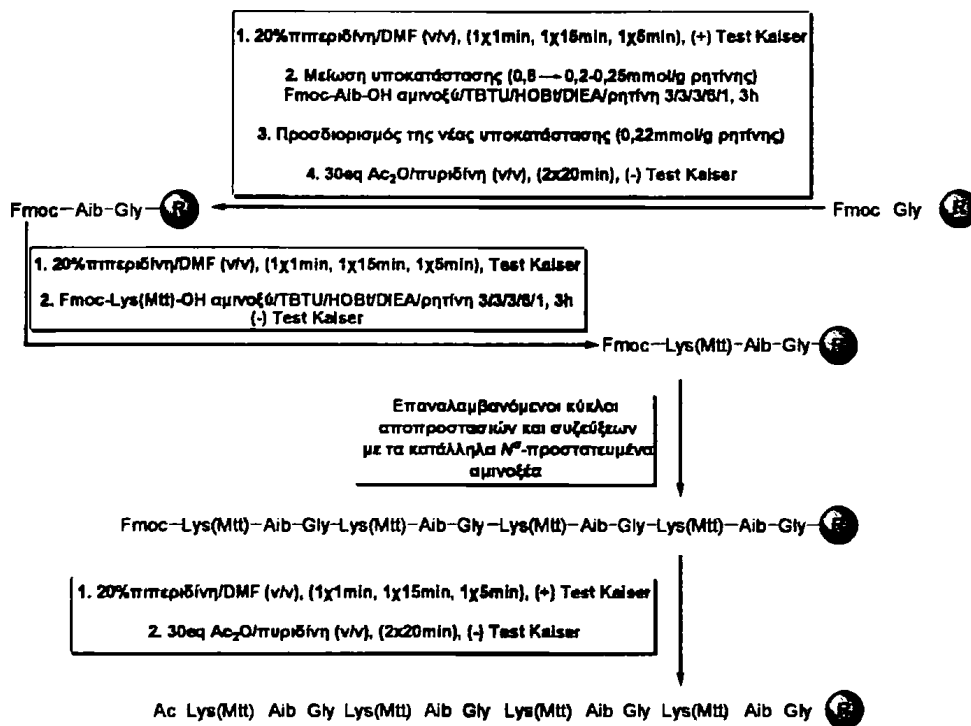 1. 20%πιπεριδίνη/DMF (v/v), (1χ1min, 1χ15min, 1χ5min), (+) Test Kaiser
2. Μείωση υποκατάστασης (0,6 → 0,2-0,25mmol/g ρητίνης)
Fmoc-Aib-OH αμινοξύ/TBTU/HOBt/DIEA/ρητίνη 3/3/3/6/1, 3h
3. Προσδιορισμός της νέας υποκατάστασης (0,22mmol/g ρητίνης)
4. 30eq Ac2O/πυριδίνη (v/v), (2x20min), (-) Test Kaiser
Fmoc-Aib-Gly-R Fmoc Gly R
1. 20%πιπεριδίνη/DMF (v/v), (1χ1min, 1χ15min, 1χ5min), Test Kaiser
2. Fmoc-Lys(Mtt)-OH αμινοξύ/TBTU/HOBt/DIEA/ρητίνη 3/3/3/6/1, 3h
(-) Test Kaiser
Fmoc-Lys(Mtt)-Aib-Gly-R
Επαναλαμβανόμενοι κύκλοι
αποπροστασιών και συζεύξεων
με τα κατάλληλα Nα-προστατευμένα
αμινοξέα
Fmoc-Lys(Mtt)-Aib-Gly-Lys(Mtt)-Aib-Gly-Lys(Mtt)-Aib-Gly-Lys(Mtt)-Aib-Gly-R
1. 20%πιπεριδίνη/DMF (v/v), (1χ1min, 1χ15min, 1χ5min), (+) Test Kaiser
2. 30eq Ac2O/πυριδίνη (v/v), (2x20min), (-) Test Kaiser
Ac Lys(Mtt) Aib Gly Lys(Mtt) Aib Gly Lys(Mtt) Aib Gly Lys(Mtt) Aib Gly R